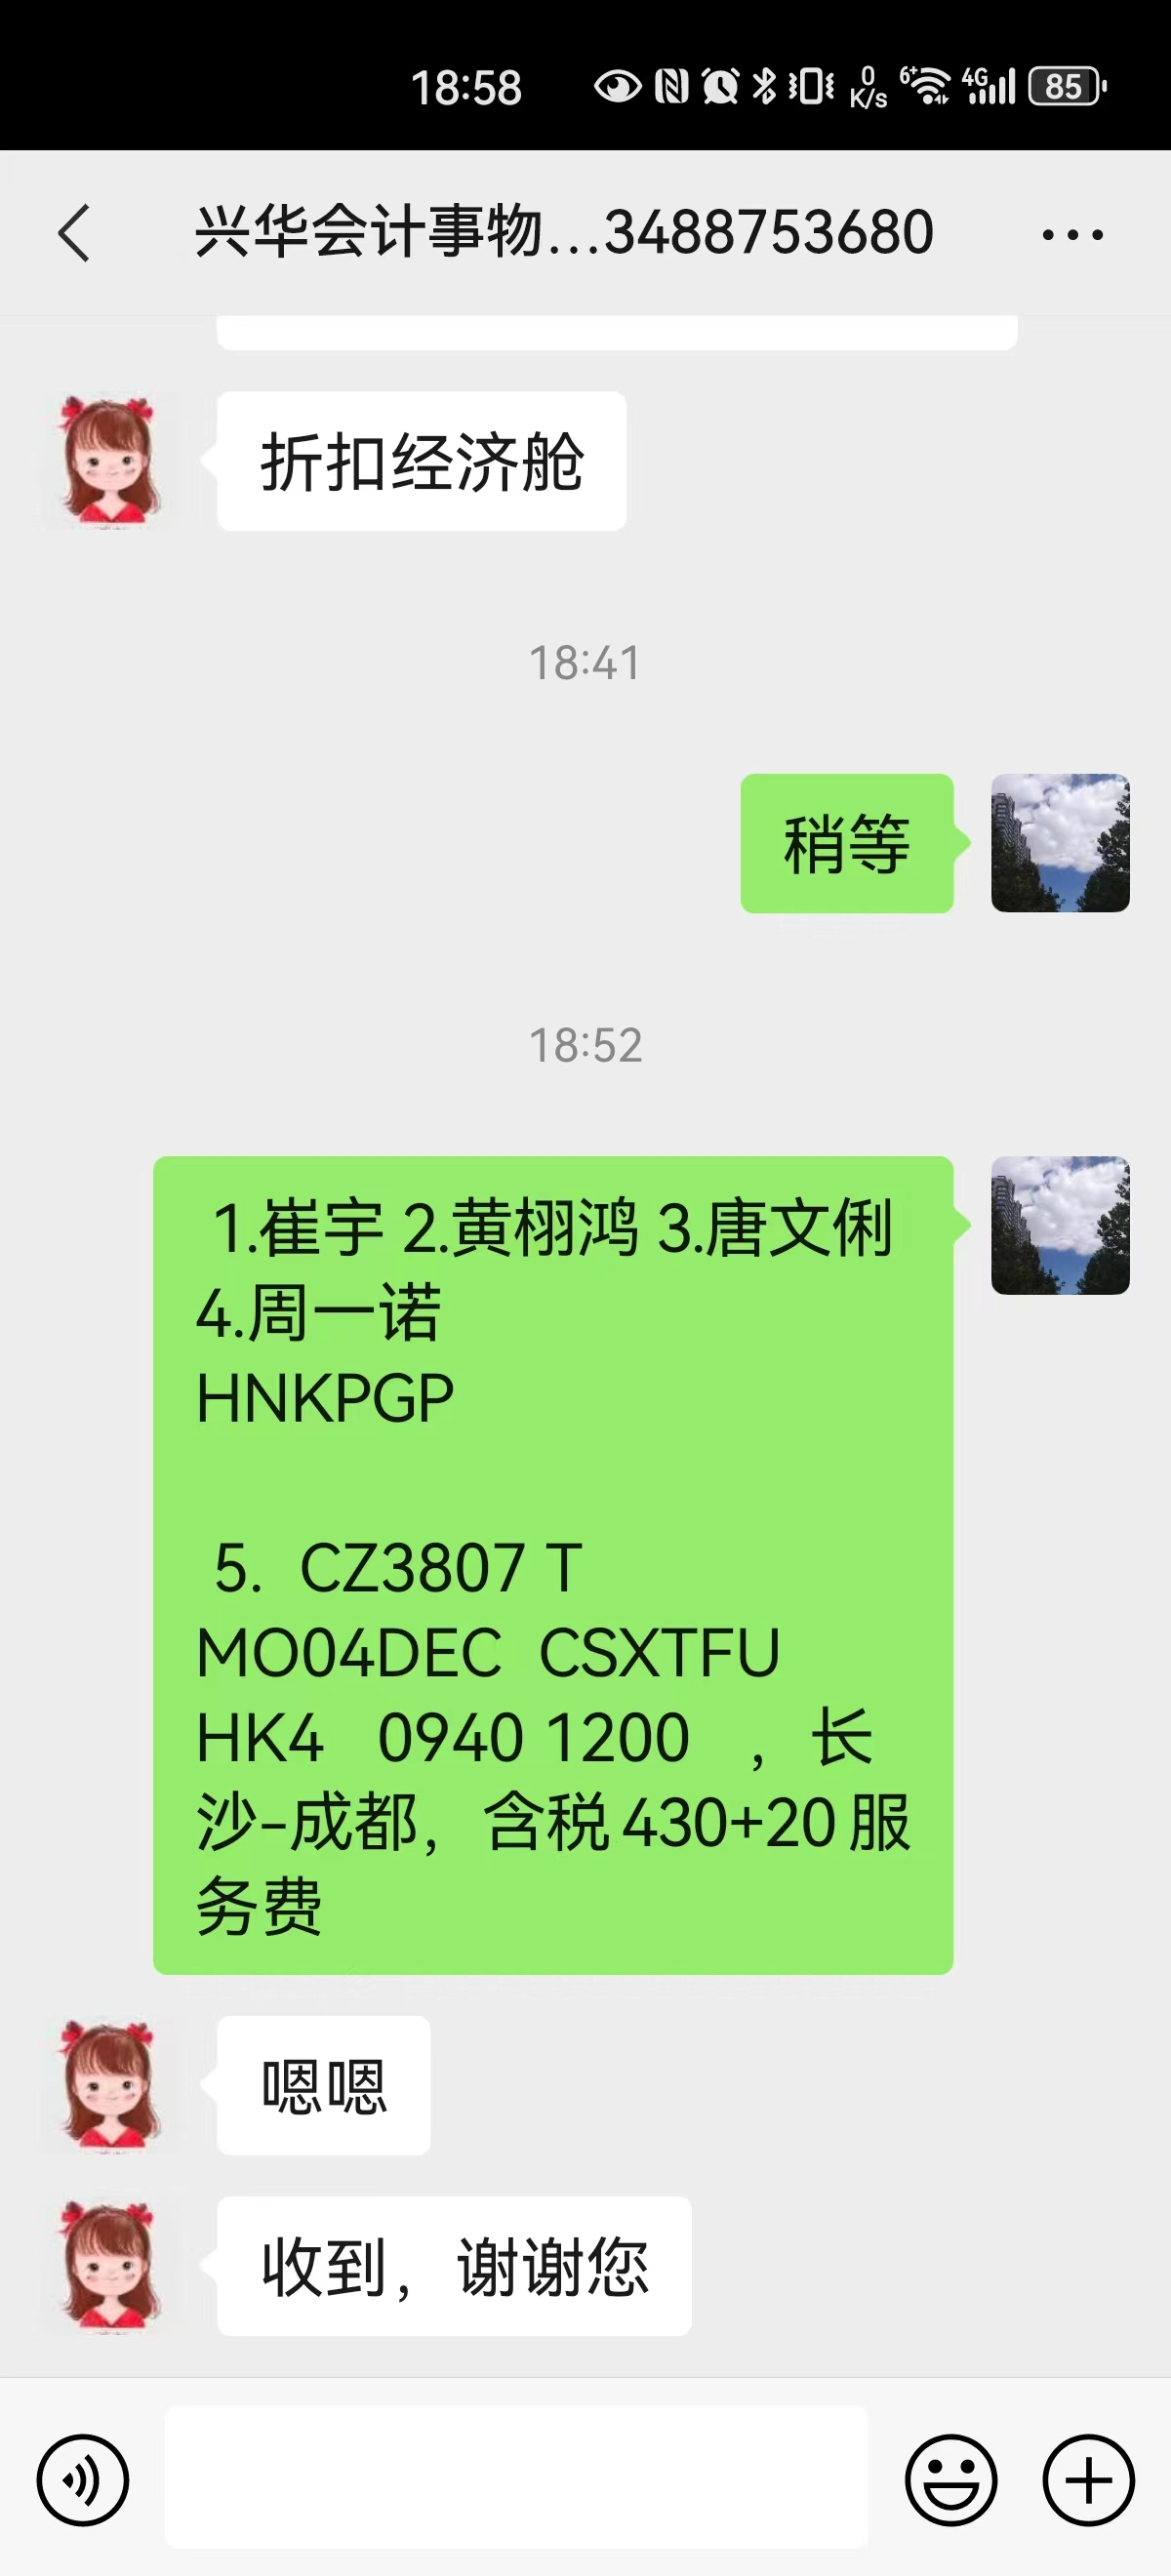 18:58
0
K/s
6+
4G
85
兴华会计事物...3488753680
折扣经济舱
18:41
稍等
18:52
1.崔宇 2.黄栩鸿 3.唐文俐
4.周一诺
HNKPGP
5. CZ3807 T
MO04DEC CSXTFU
HK4 0940 1200 ，长
沙-成都，含税430+20服
务费
嗯嗯
收到，谢谢您